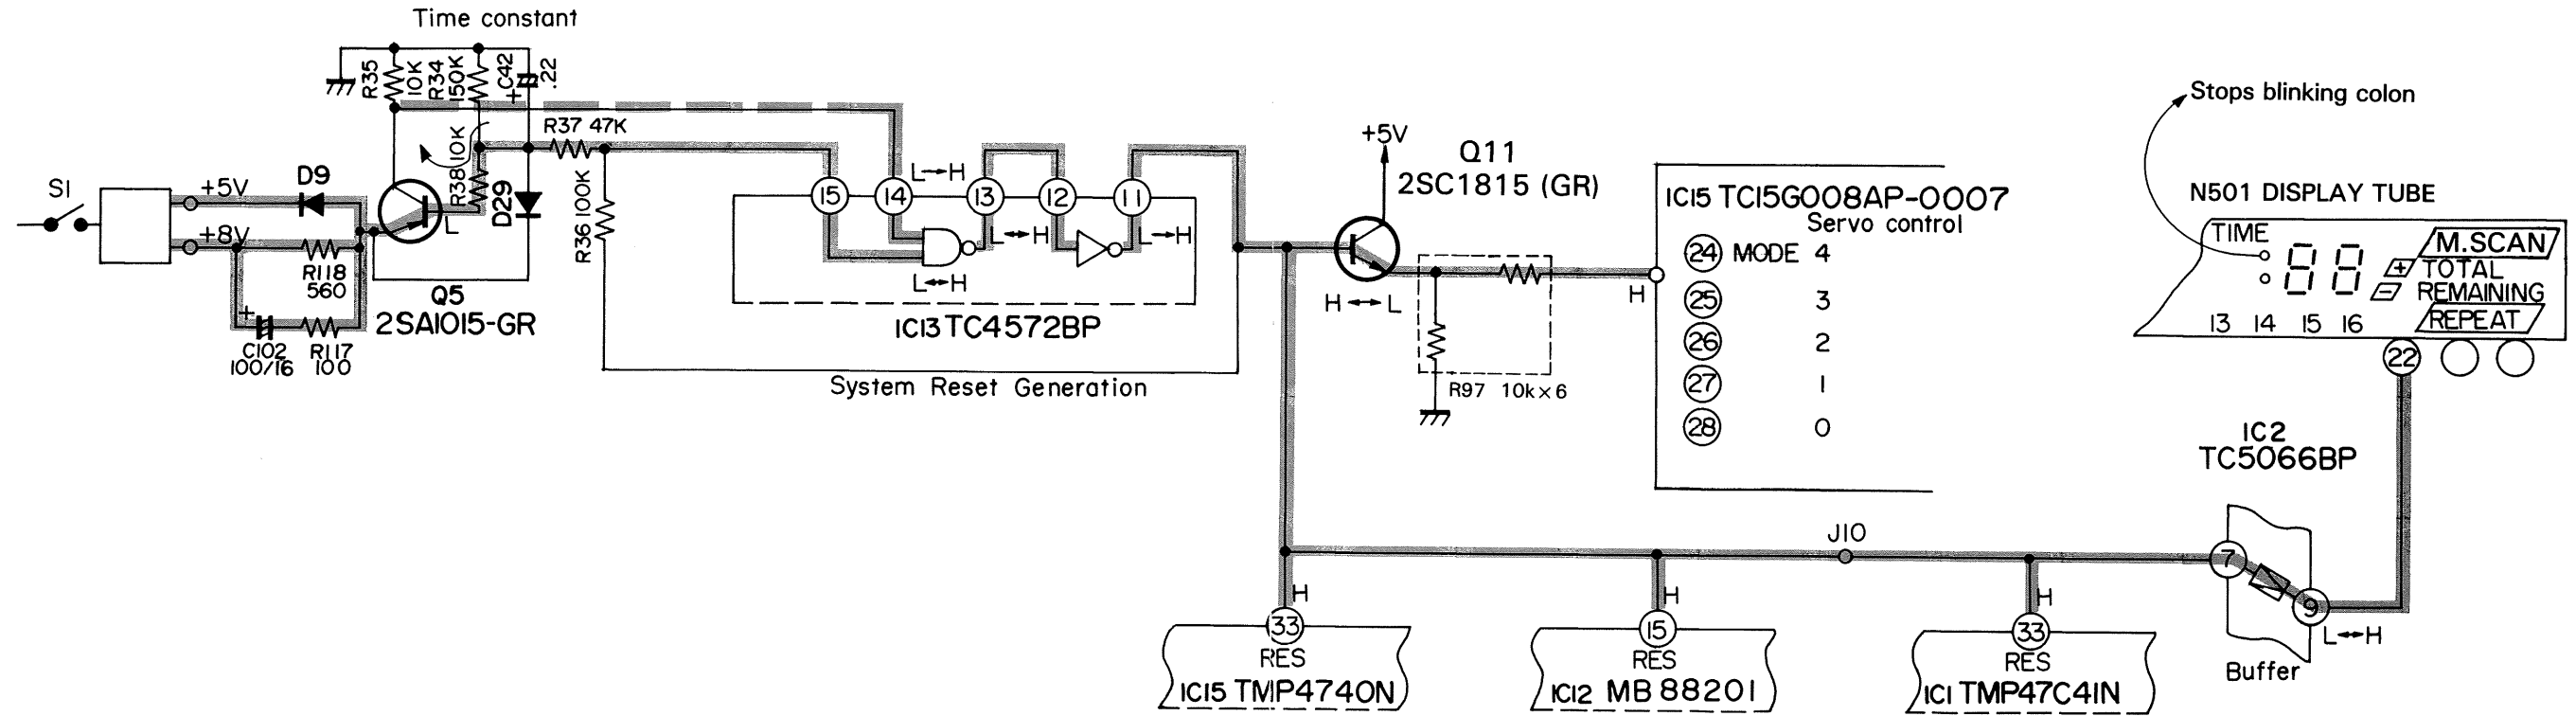 Time constant
R35
10K
R34
150K
C42
.22
+
R37 47K
R38 10K
D29
R36 100K
S1
+5V
D9
+8V
R118
560
+
C102
100/16
R117
100
L
Q5
2SA1015-GR
15
14
L↔H
13
12
11
L↔H
L↔H
L↔H
IC13 TC4572BP
System Reset Generation
+5V
Q11
2SC1815 (GR)
H↔L
R97 10k×6
H
IC15 TC15G008AP-0007
Servo control
24 MODE 4
25 3
26 2
27 1
28 0
Stops blinking colon
N501 DISPLAY TUBE
TIME
M.SCAN
+ TOTAL
− REMAINING
REPEAT
13 14 15 16
22
IC2
TC5066BP
J10
7
9
L↔H
Buffer
H
33
RES
IC15 TMP4740N
H
15
RES
IC12 MB 88201
H
33
RES
IC1 TMP47C41N